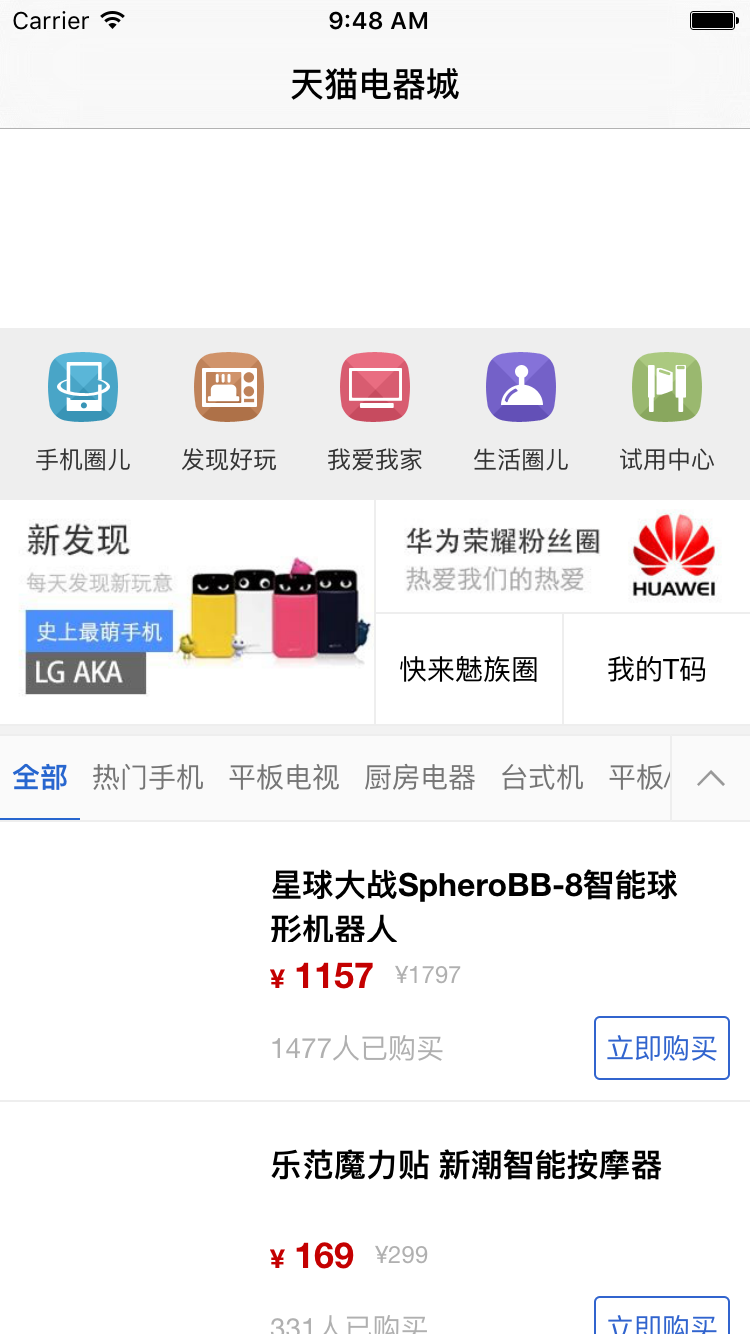 Carrier 9:48 AM
天猫电器城
手机圈儿 发现好玩 我爱我家 生活圈儿 试用中心
新发现
每天发现新玩意
史上最萌手机
LG AKA
华为荣耀粉丝圈
热爱我们的热爱
HUAWEI
快来魅族圈 我的T码
全部 热门手机 平板电视 厨房电器 台式机 平板/
星球大战SpheroBB-8智能球
形机器人
¥ 1157 ¥1797
1477人已购买 立即购买
乐范魔力贴 新潮智能按摩器
¥ 169 ¥299
331人已购买 立即购买